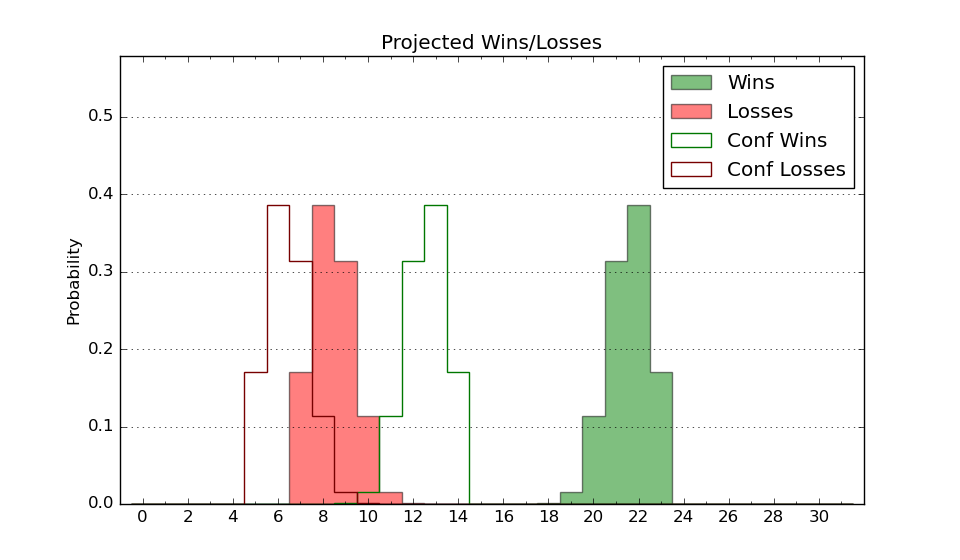 Projected Wins/Losses
Wins
Losses
Conf Wins
Conf Losses
Probability
0.5
0.4
0.3
0.2
0.1
0.0
0 2 4 6 8 10 12 14 16 18 20 22 24 26 28 30